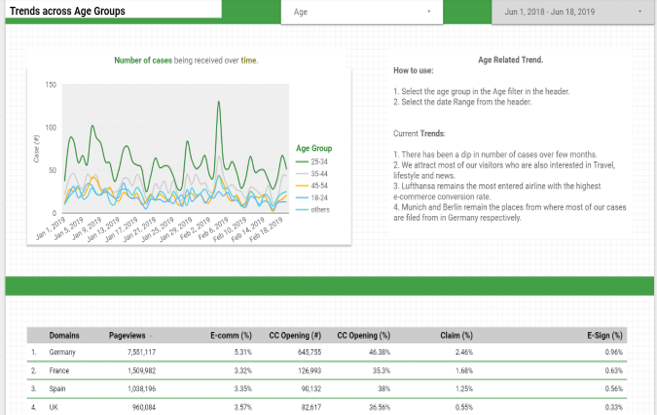 Trends across Age Groups
Age
Jun 1, 2018 - Jun 18, 2019
Number of cases being received over time.
150
100
50
0
Cases (#)
Jan 1, 2019
Jan 5, 2019
Jan 9, 2019
Jan 13, 2019
Jan 17, 2019
Jan 21, 2019
Jan 25, 2019
Jan 29, 2019
Feb 2, 2019
Feb 6, 2019
Feb 10, 2019
Feb 14, 2019
Feb 18, 2019
Age Group
25-34
35-44
45-54
18-24
others
Age Related Trend.
How to use:
1. Select the age group in the Age filter in the header.
2. Select the date Range from the header.
Current Trends:
1. There has been a dip in number of cases over few months.
2. We attract most of our visitors who are also interested in Travel,
lifestyle and news.
3. Lufthansa remains the most entered airline with the highest
e-commerce conversion rate.
4. Munich and Berlin remain the places from where most of our cases
are filed from in Germany respectively.
Domains Pageviews E-comm (%) CC Opening (#) CC Opening (%) Claim (%) E-Sign (%)
1. Germany 7,551,117 5.31% 645,755 46.38% 2.46% 0.96%
2. France 1,509,982 3.32% 126,993 35.3% 1.68% 0.63%
3. Spain 1,038,196 3.35% 90,132 38% 1.25% 0.56%
4. UK 960,084 3.57% 82,617 36.56% 0.55% 0.33%